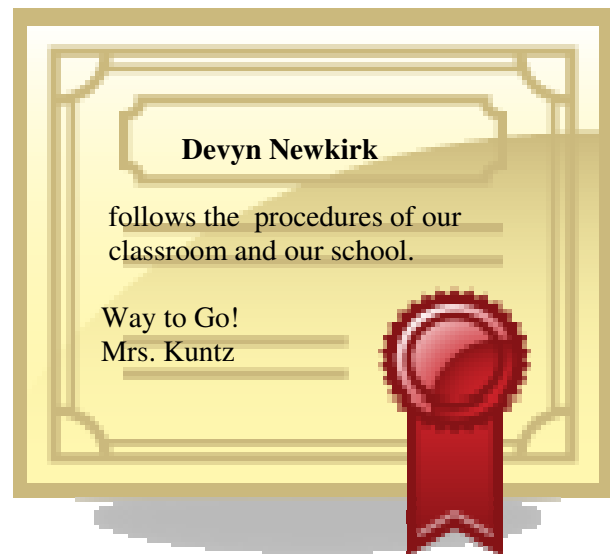 Devyn Newkirk
follows the  procedures of our
classroom and our school.
Way to Go!
Mrs. Kuntz